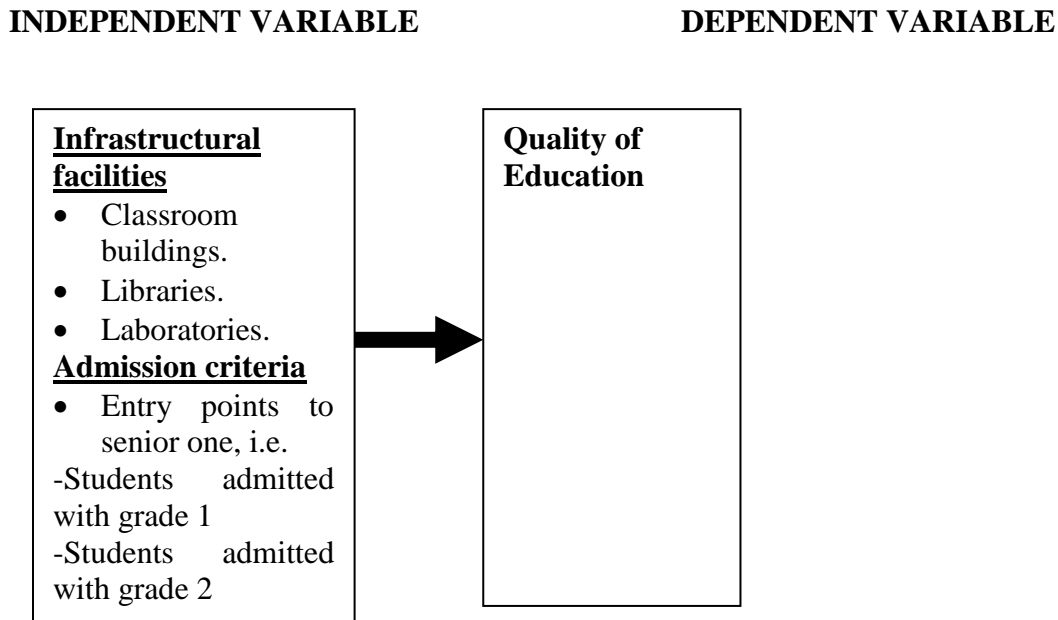 INDEPENDENT VARIABLE
DEPENDENT VARIABLE
Infrastructural
facilities
• Classroom
buildings.
• Libraries.
• Laboratories.
Admission criteria
• Entry points to
senior one, i.e.
-Students admitted
with grade 1
-Students admitted
with grade 2
Quality of
Education